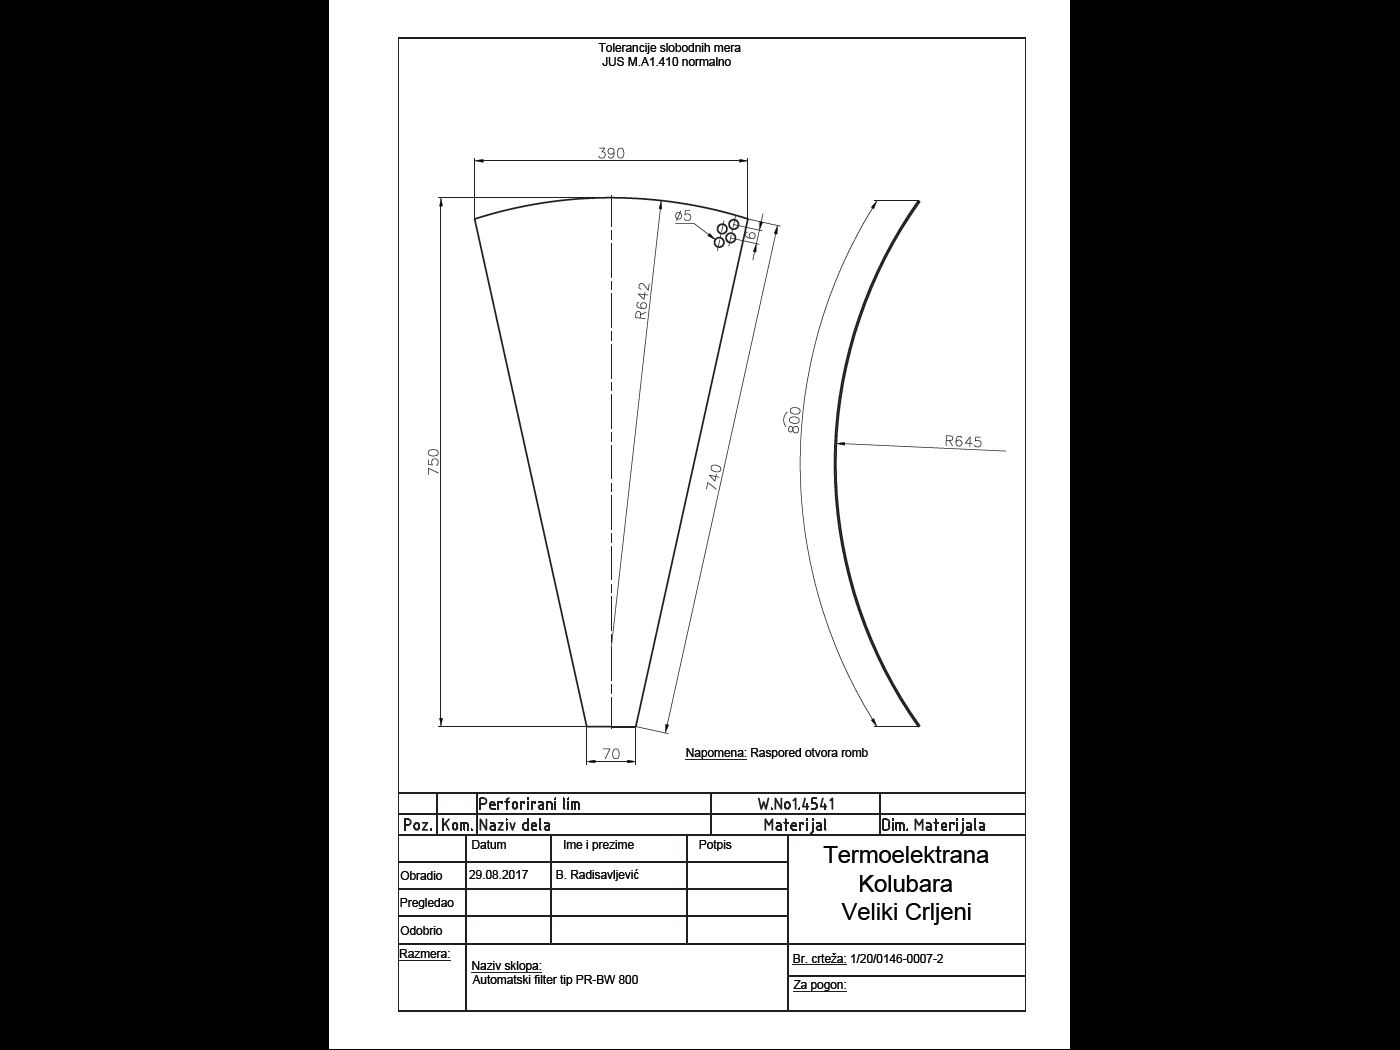 Tolerancije slobodnih mera
JUS M.A1.410 normalno
390
ø5
6
R642
750
740
800
R645
70
Napomena: Raspored otvora romb
Perforirani lim W.No1.4541
Poz. Kom. Naziv dela Materijal Dim. Materijala
Datum Ime i prezime Potpis
Obradio 29.08.2017 B. Radisavljević
Pregledao
Odobrio
Termoelektrana
Kolubara
Veliki Crljeni
Razmera:
Naziv sklopa:
Automatski filter tip PR-BW 800
Br. crteža: 1/20/0146-0007-2
Za pogon: